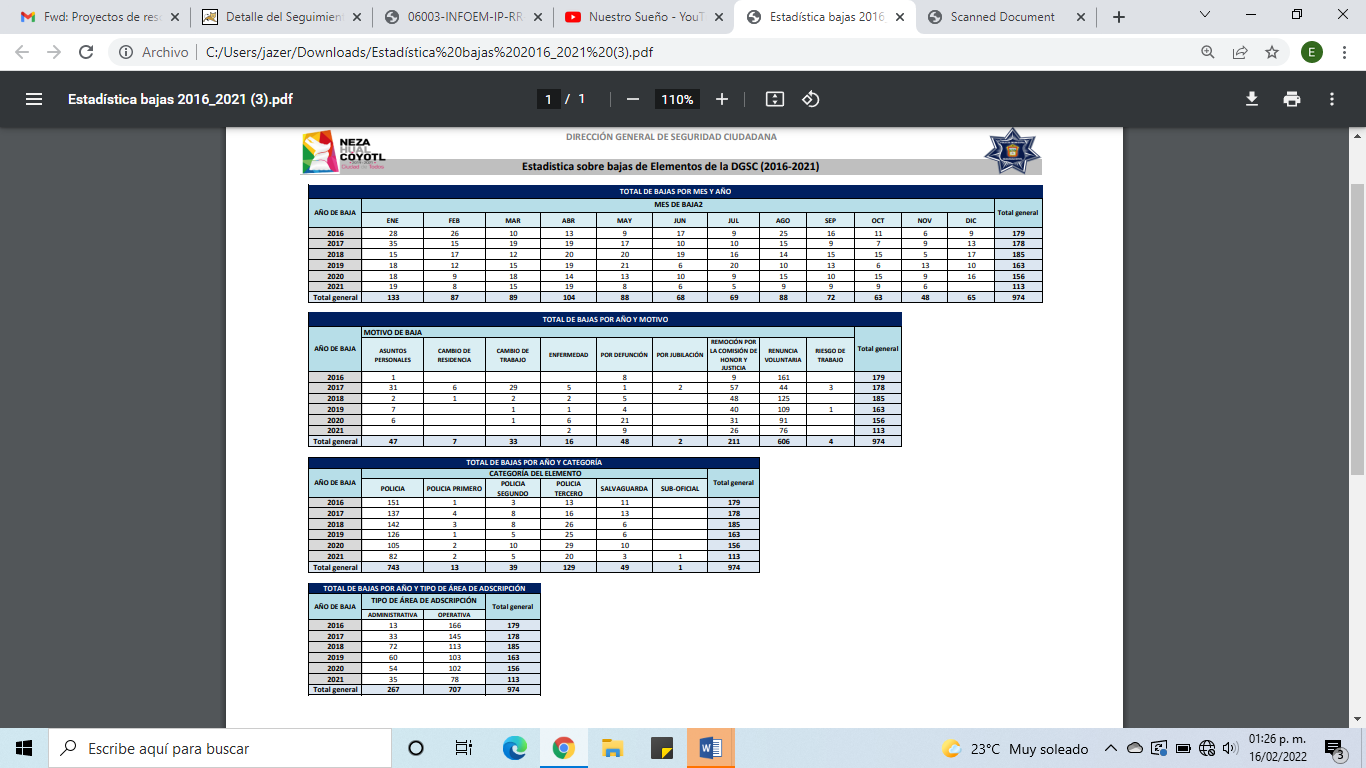 Fwd: Proyectos de reso
Detalle del Seguimien
06003-INFOEM-IP-RR
Nuestro Sueño - YouT
Estadística bajas 2016
Scanned Document
Archivo
C:/Users/jazer/Downloads/Estadística%20bajas%202016_2021%20(3).pdf
E
Estadística bajas 2016_2021 (3).pdf
1 / 1
110%
NEZA
HUAL
COYOTL
Ciudad de Todos
DIRECCIÓN GENERAL DE SEGURIDAD CIUDADANA
Estadistica sobre bajas de Elementos de la DGSC (2016-2021)
TOTAL DE BAJAS POR MES Y AÑO
AÑO DE BAJA MES DE BAJA2 Total general
ENE FEB MAR ABR MAY JUN JUL AGO SEP OCT NOV DIC
2016 28 26 10 13 9 17 9 25 16 11 6 9 179
2017 35 15 19 19 17 10 10 15 9 7 9 13 178
2018 15 17 12 20 20 19 16 14 15 15 5 17 185
2019 18 12 15 19 21 6 20 10 13 6 13 10 163
2020 18 9 18 14 13 10 9 15 10 15 9 16 156
2021 19 8 15 19 8 6 5 9 9 9 6 113
Total general 133 87 89 104 88 68 69 88 72 63 48 65 974
TOTAL DE BAJAS POR AÑO Y MOTIVO
AÑO DE BAJA MOTIVO DE BAJA Total general
ASUNTOS PERSONALES CAMBIO DE RESIDENCIA CAMBIO DE TRABAJO ENFERMEDAD POR DEFUNCIÓN POR JUBILACIÓN REMOCIÓN POR LA COMISIÓN DE HONOR Y JUSTICIA RENUNCIA VOLUNTARIA RIESGO DE TRABAJO
2016 1 8 9 161 179
2017 31 6 29 5 1 2 57 44 3 178
2018 2 1 2 2 5 48 125 185
2019 7 1 1 4 40 109 1 163
2020 6 1 6 21 31 91 156
2021 2 9 26 76 113
Total general 47 7 33 16 48 2 211 606 4 974
TOTAL DE BAJAS POR AÑO Y CATEGORÍA
AÑO DE BAJA CATEGORÍA DEL ELEMENTO Total general
POLICIA POLICIA PRIMERO POLICIA SEGUNDO POLICIA TERCERO SALVAGUARDA SUB-OFICIAL
2016 151 1 3 13 11 179
2017 137 4 8 16 13 178
2018 142 3 8 26 6 185
2019 126 1 5 25 6 163
2020 105 2 10 29 10 156
2021 82 2 5 20 3 1 113
Total general 743 13 39 129 49 1 974
TOTAL DE BAJAS POR AÑO Y TIPO DE ÁREA DE ADSCRIPCIÓN
AÑO DE BAJA TIPO DE ÁREA DE ADSCRIPCIÓN Total general
ADMINISTRATIVA OPERATIVA
2016 13 166 179
2017 33 145 178
2018 72 113 185
2019 60 103 163
2020 54 102 156
2021 35 78 113
Total general 267 707 974
Escribe aquí para buscar
23°C Muy soleado
01:26 p. m.
16/02/2022
3